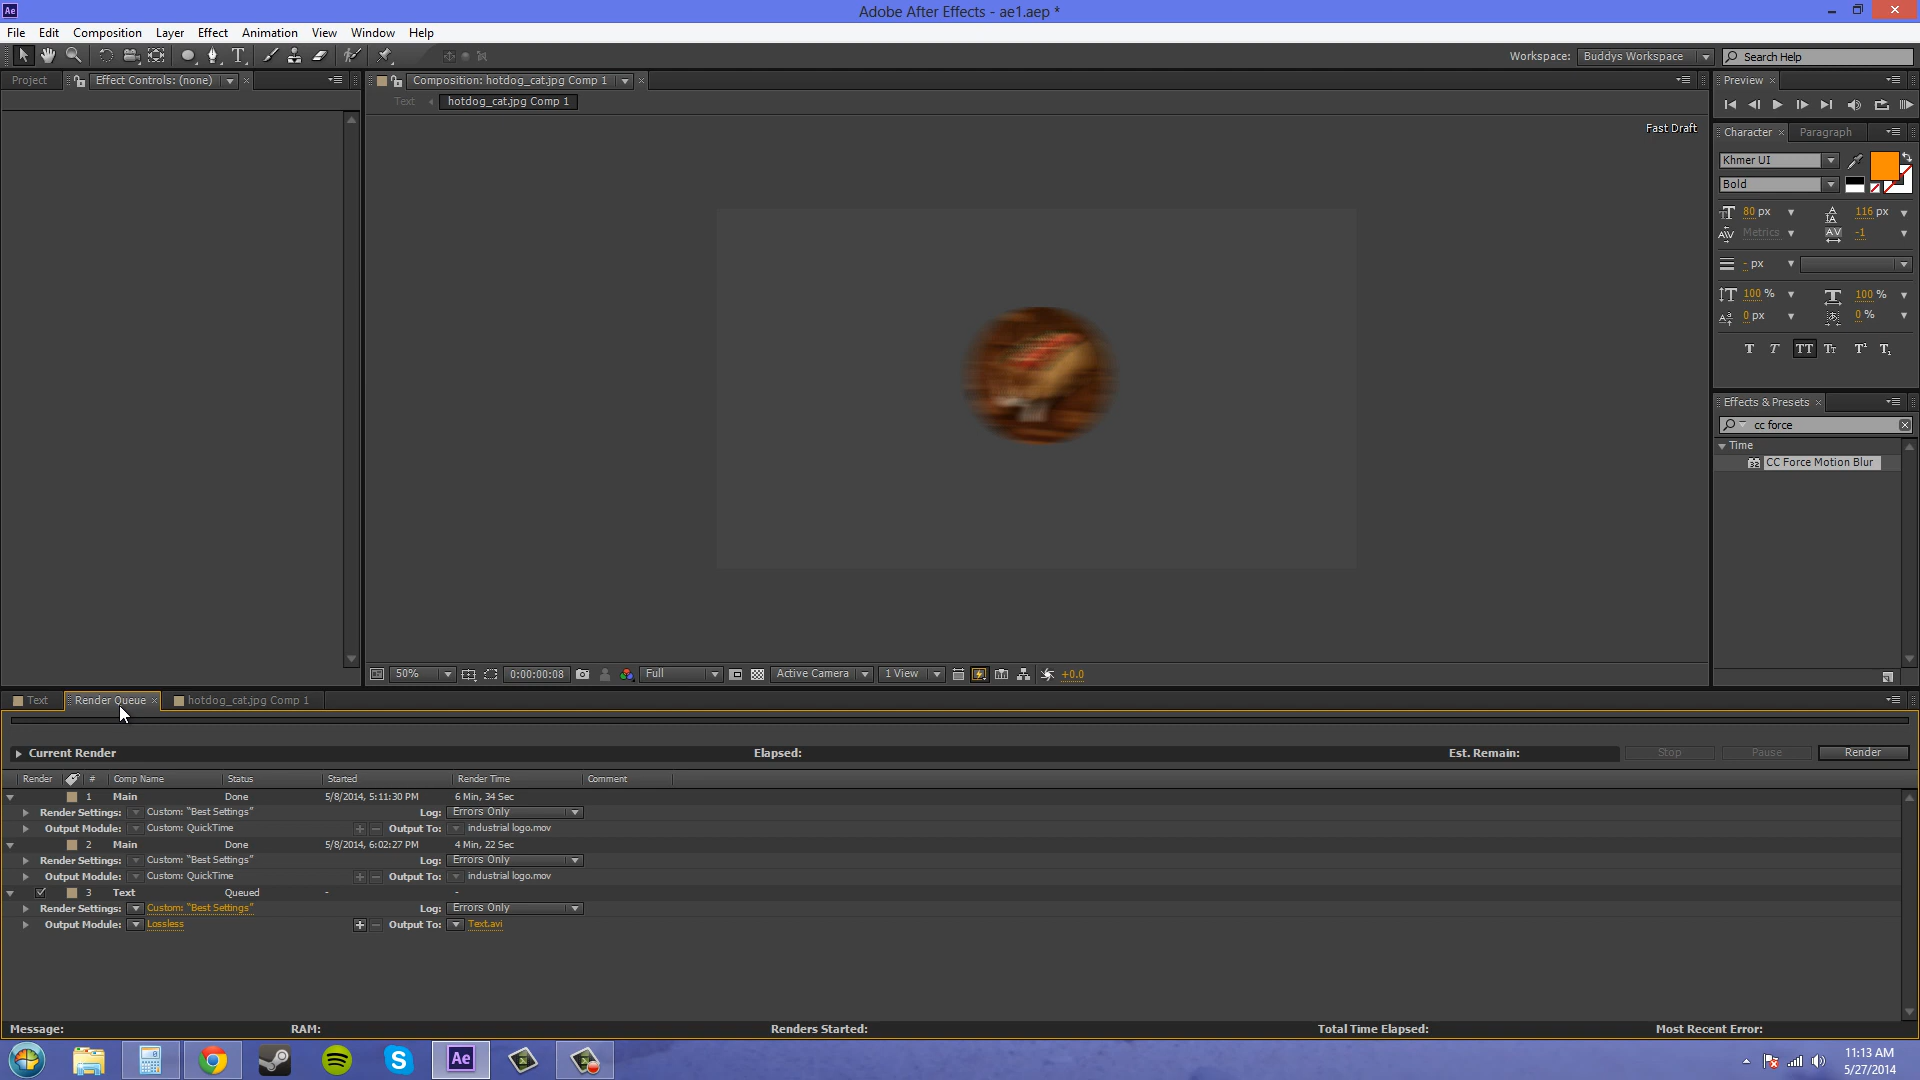 Ae
Adobe After Effects - ae1.aep *
File Edit Composition Layer Effect Animation View Window Help
Workspace: Buddys Workspace Search Help
Project Effect Controls: (none) Composition: hotdog_cat.jpg Comp 1 Preview
Text hotdog_cat.jpg Comp 1
Fast Draft
Character Paragraph
Khmer UI
Bold
80 px 116 px
Metrics -1
- px
100 % 100 %
0 px 0 %
T T TT Tt T¹ T₁
Effects & Presets
cc force
Time
32 CC Force Motion Blur
50% 0:00:00:08 Full Active Camera 1 View +0.0
Text Render Queue hotdog_cat.jpg Comp 1
Current Render Elapsed: Est. Remain: Stop Pause Render
Render # Comp Name Status Started Render Time Comment
1 Main Done 5/8/2014, 5:11:30 PM 6 Min, 34 Sec
Render Settings: Custom: "Best Settings" Log: Errors Only
Output Module: Custom: QuickTime + – Output To: industrial logo.mov
2 Main Done 5/8/2014, 6:02:27 PM 4 Min, 22 Sec
Render Settings: Custom: "Best Settings" Log: Errors Only
Output Module: Custom: QuickTime + – Output To: industrial logo.mov
3 Text Queued - -
Render Settings: Custom: "Best Settings" Log: Errors Only
Output Module: Lossless + – Output To: Text.avi
Message: RAM: Renders Started: Total Time Elapsed: Most Recent Error:
S Ae
11:13 AM
5/27/2014